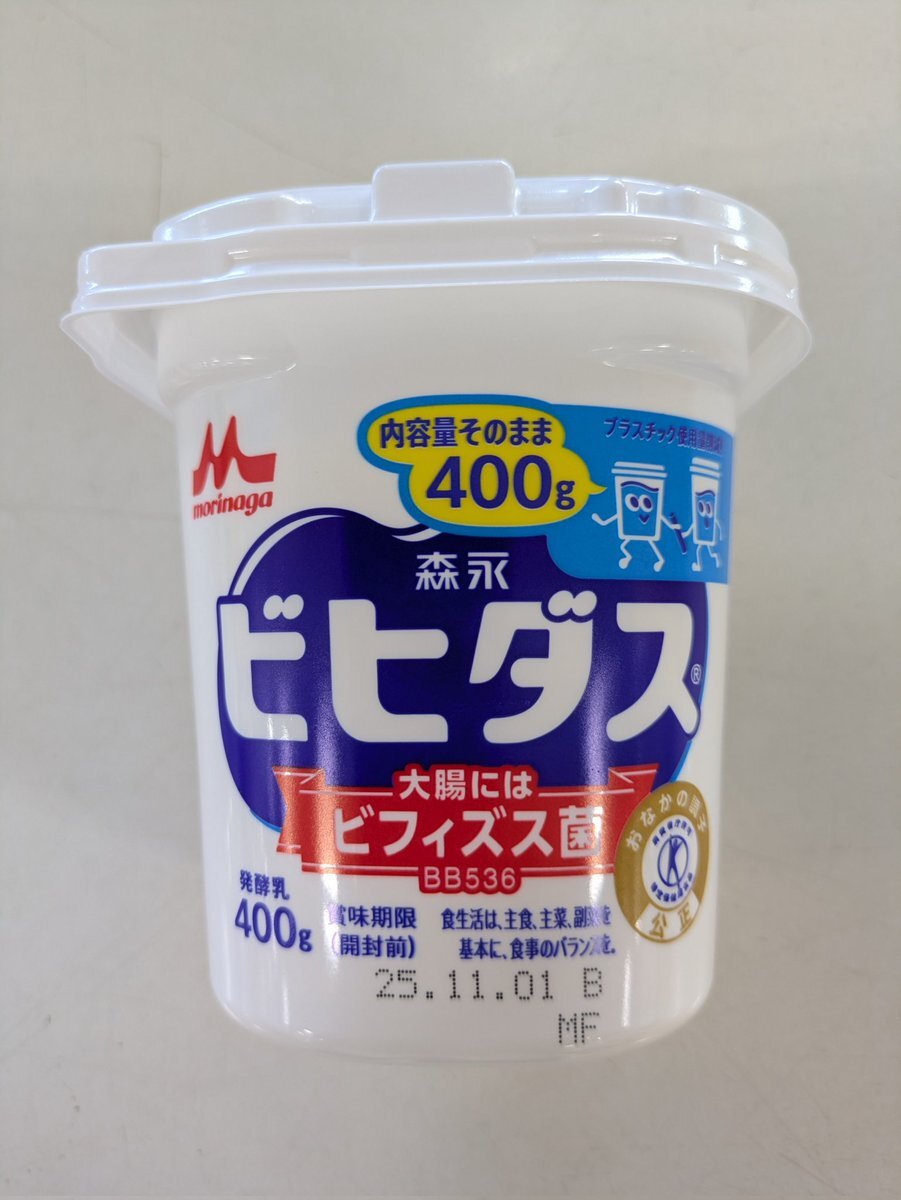 morinaga
内容量そのまま
400g
プラスチック使用量削減
森永
ビヒダス®
大腸には
ビフィズス菌
BB536
おなかの調子
公正
発酵乳
400g
賞味期限
(開封前)
食生活は、主食、主菜、副菜を
基本に、食事のバランスを。
25.11.01 B
MF